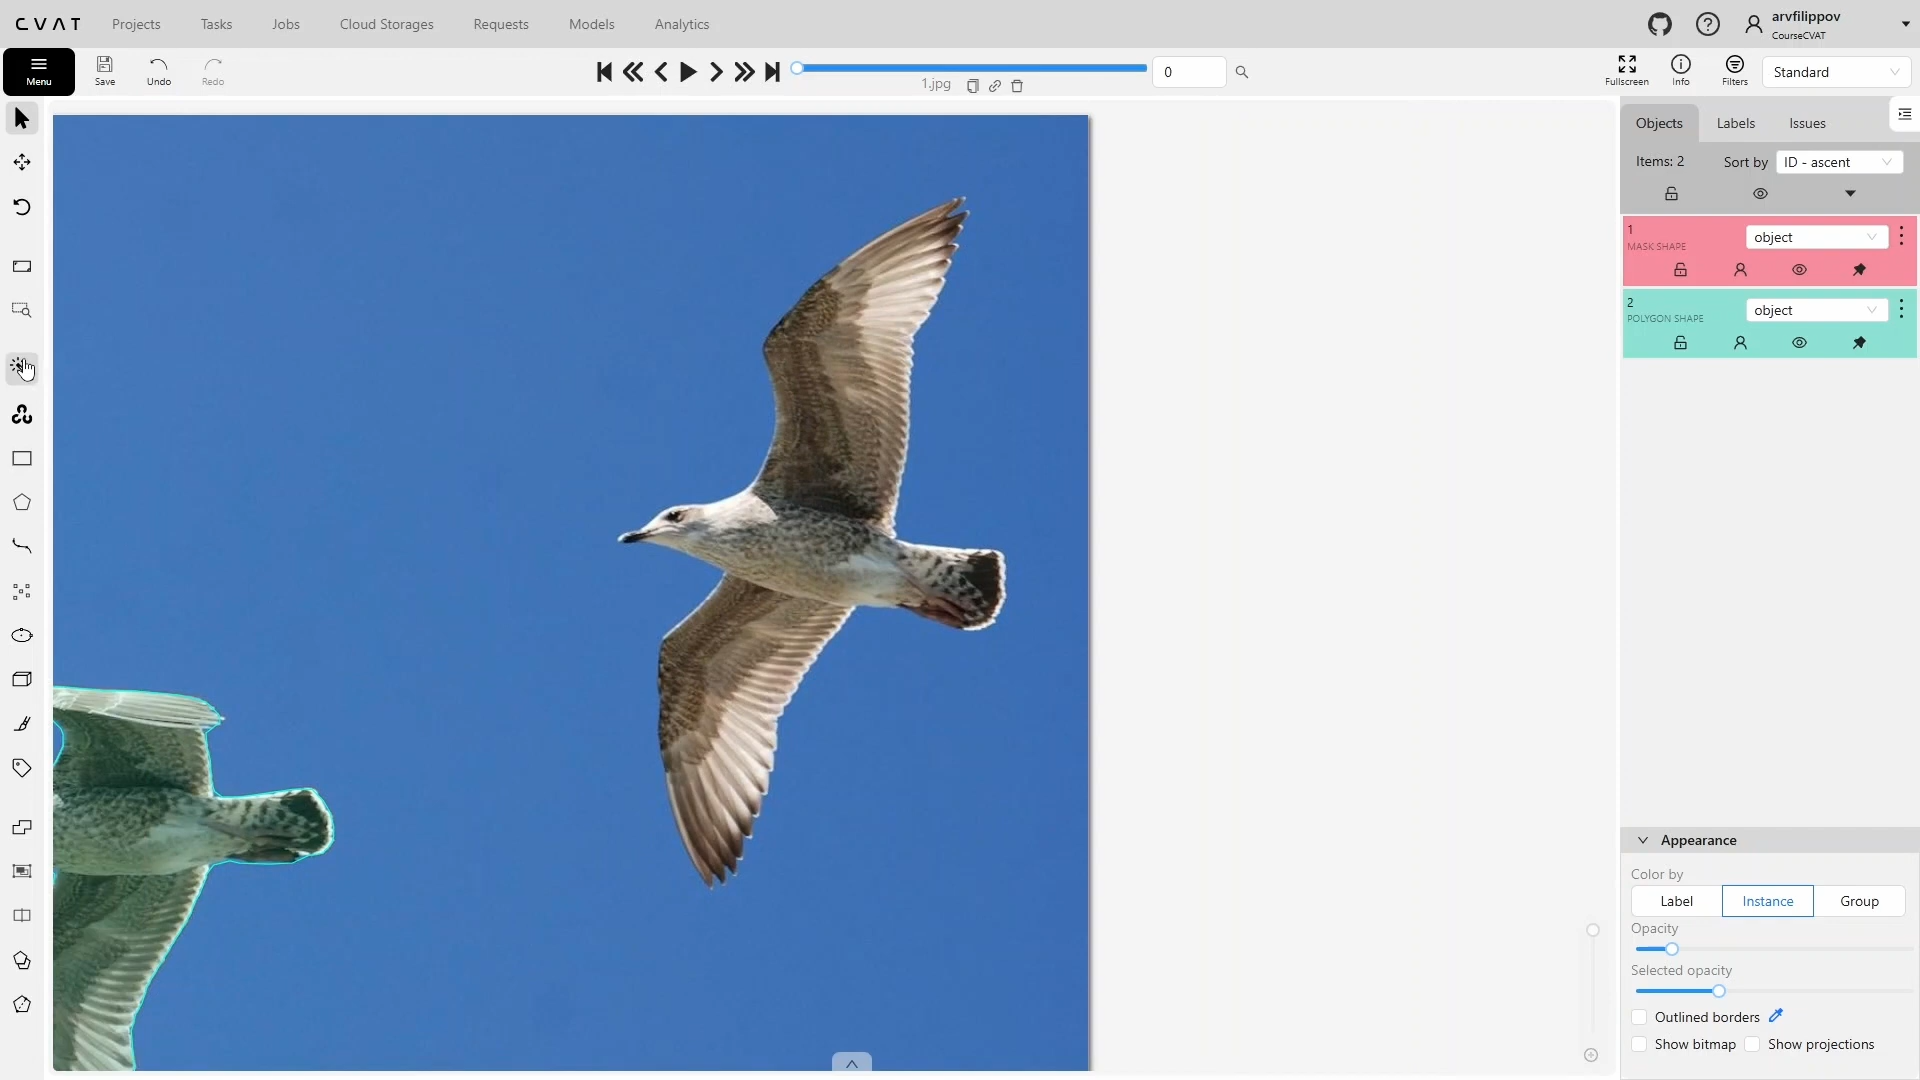 CVAT
Projects
Tasks
Jobs
Cloud Storages
Requests
Models
Analytics
arvfilippov
CourseCVAT
Menu
Save
Undo
Redo
1.jpg
0
Fullscreen
Info
Filters
Standard
Objects
Labels
Issues
Items: 2
Sort by
ID - ascent
1
MASK SHAPE
object
2
POLYGON SHAPE
object
Appearance
Color by
Label
Instance
Group
Opacity
Selected opacity
Outlined borders
Show bitmap
Show projections